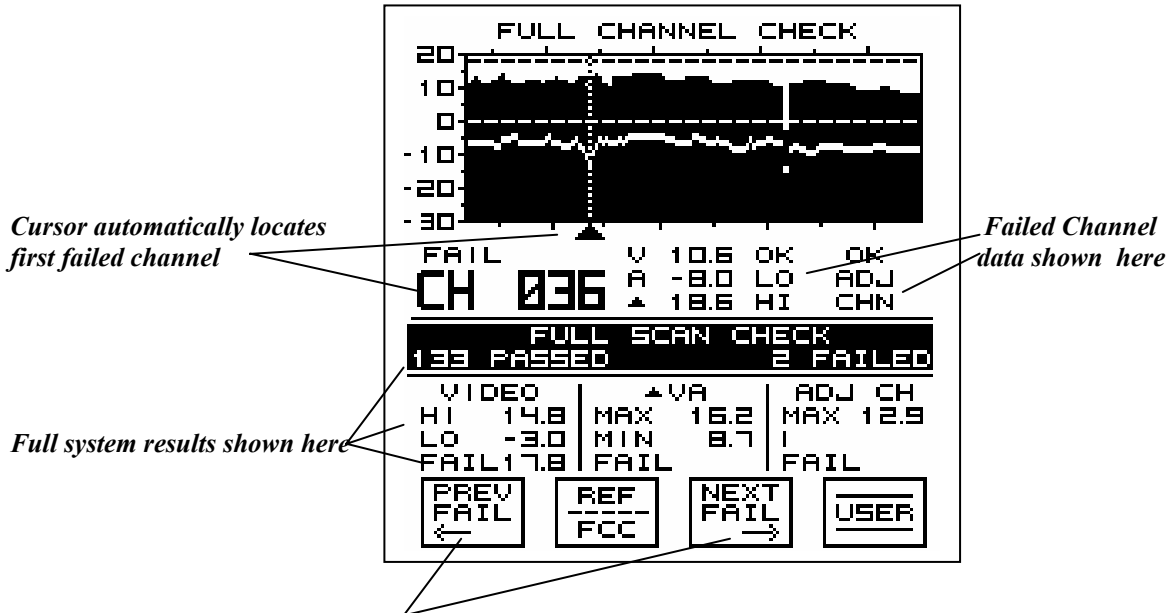 FULL CHANNEL CHECK
20
10
0
-10
-20
-30
Cursor automatically locates
first failed channel
Failed Channel
data shown here
FAIL
CH 036
V 10.6 OK OK
A -8.0 LO ADJ
▲ 18.6 HI CHN
FULL SCAN CHECK
133 PASSED 2 FAILED
Full system results shown here
VIDEO
HI 14.8
LO -3.0
FAIL 17.8
▲VA
MAX 16.2
MIN 8.7
FAIL
ADJ CH
MAX 12.9
I
FAIL
PREV
FAIL
←
REF
FCC
NEXT
FAIL
→
USER